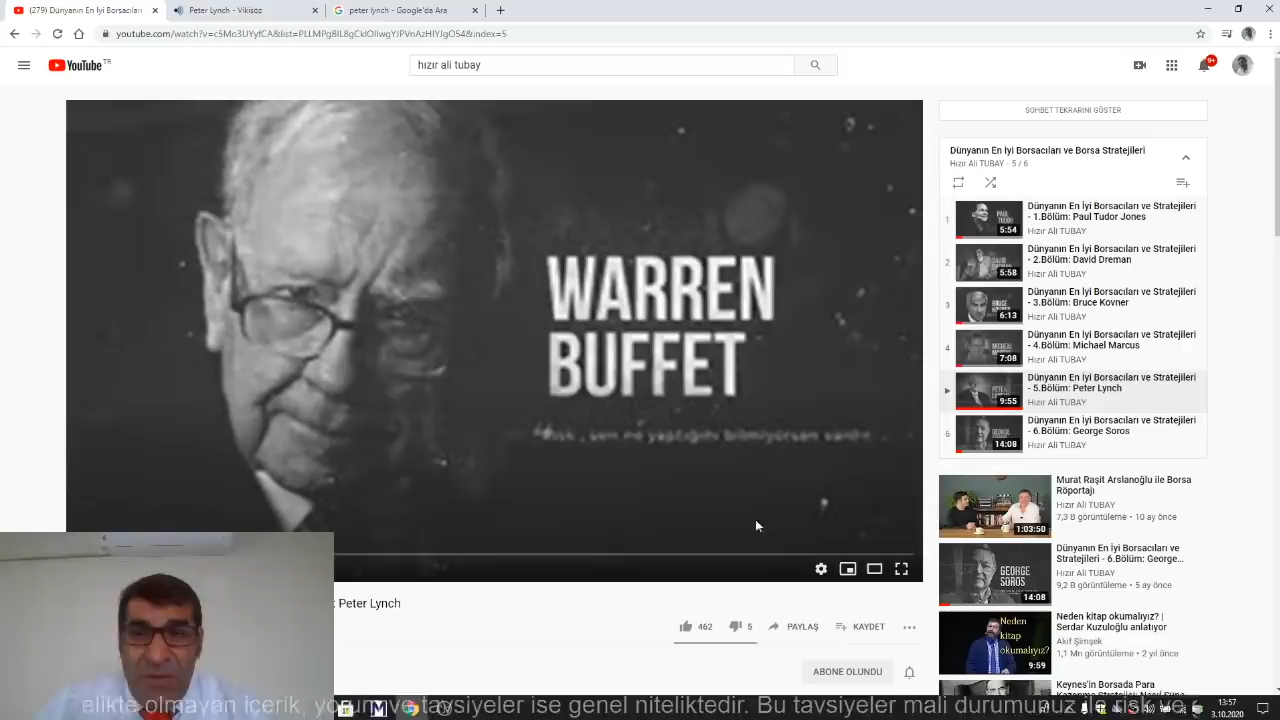 (279) Dünyanın En İyi Borsacıları
Peter Lynch - Vikisöz
peter lynch - Google'da Ara
YouTube TR
hızır ali tubay
9+
WARREN
BUFFET
SOHBET TEKRARINI GÖSTER
Dünyanın En İyi Borsacıları ve Borsa Stratejileri
Hızır Ali TUBAY - 5 / 6
1
PAUL
TUDOR
5:54
Dünyanın En İyi Borsacıları ve Stratejileri
- 1.Bölüm: Paul Tudor Jones
Hızır Ali TUBAY
2
5:58
Dünyanın En İyi Borsacıları ve Stratejileri
- 2.Bölüm: David Dreman
Hızır Ali TUBAY
3
BRUCE
6:13
Dünyanın En İyi Borsacıları ve Stratejileri
- 3.Bölüm: Bruce Kovner
Hızır Ali TUBAY
4
7:08
Dünyanın En İyi Borsacıları ve Stratejileri
- 4.Bölüm: Michael Marcus
Hızır Ali TUBAY
9:55
Dünyanın En İyi Borsacıları ve Stratejileri
- 5.Bölüm: Peter Lynch
Hızır Ali TUBAY
6
14:08
Dünyanın En İyi Borsacıları ve Stratejileri
- 6.Bölüm: George Soros
Hızır Ali TUBAY
1:03:50
Murat Raşit Arslanoğlu ile Borsa
Röportajı
Hızır Ali TUBAY
7,3 B görüntüleme • 10 ay önce
GEORGE
SOROS
14:08
Dünyanın En İyi Borsacıları ve
Stratejileri - 6.Bölüm: George...
Hızır Ali TUBAY
9,2 B görüntüleme • 5 ay önce
Neden
kitap
okumalıyız?
9:59
Neden kitap okumalıyız? |
Serdar Kuzuloğlu anlatıyor
Akif Şimşek
1,1 Mn görüntüleme • 2 yıl önce
Keynes'in Borsada Para
: Peter Lynch
462
5
PAYLAŞ
KAYDET
ABONE OLUNDU
elikte olmayan içerik, yorum ve tavsiyeler ise genel niteliktedir. Bu tavsiyeler mali durumunuz
13:57
3.10.2020